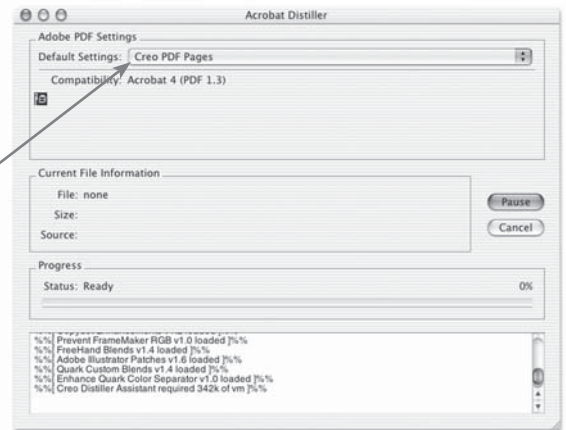 Acrobat Distiller
Adobe PDF Settings
Default Settings: Creo PDF Pages
Compatibility: Acrobat 4 (PDF 1.3)
Current File Information
File: none
Size:
Source:
Pause
Cancel
Progress
Status: Ready 0%
%%[ Prevent FrameMaker RGB v1.0 loaded ]%%
%%[ FreeHand Blends v1.4 loaded ]%%
%%[ Adobe Illustrator Patches v1.6 loaded ]%%
%%[ Quark Custom Blends v1.4 loaded ]%%
%%[ Enhance Quark Color Separator v1.0 loaded ]%%
%%[ Creo Distiller Assistant required 342k of vm ]%%